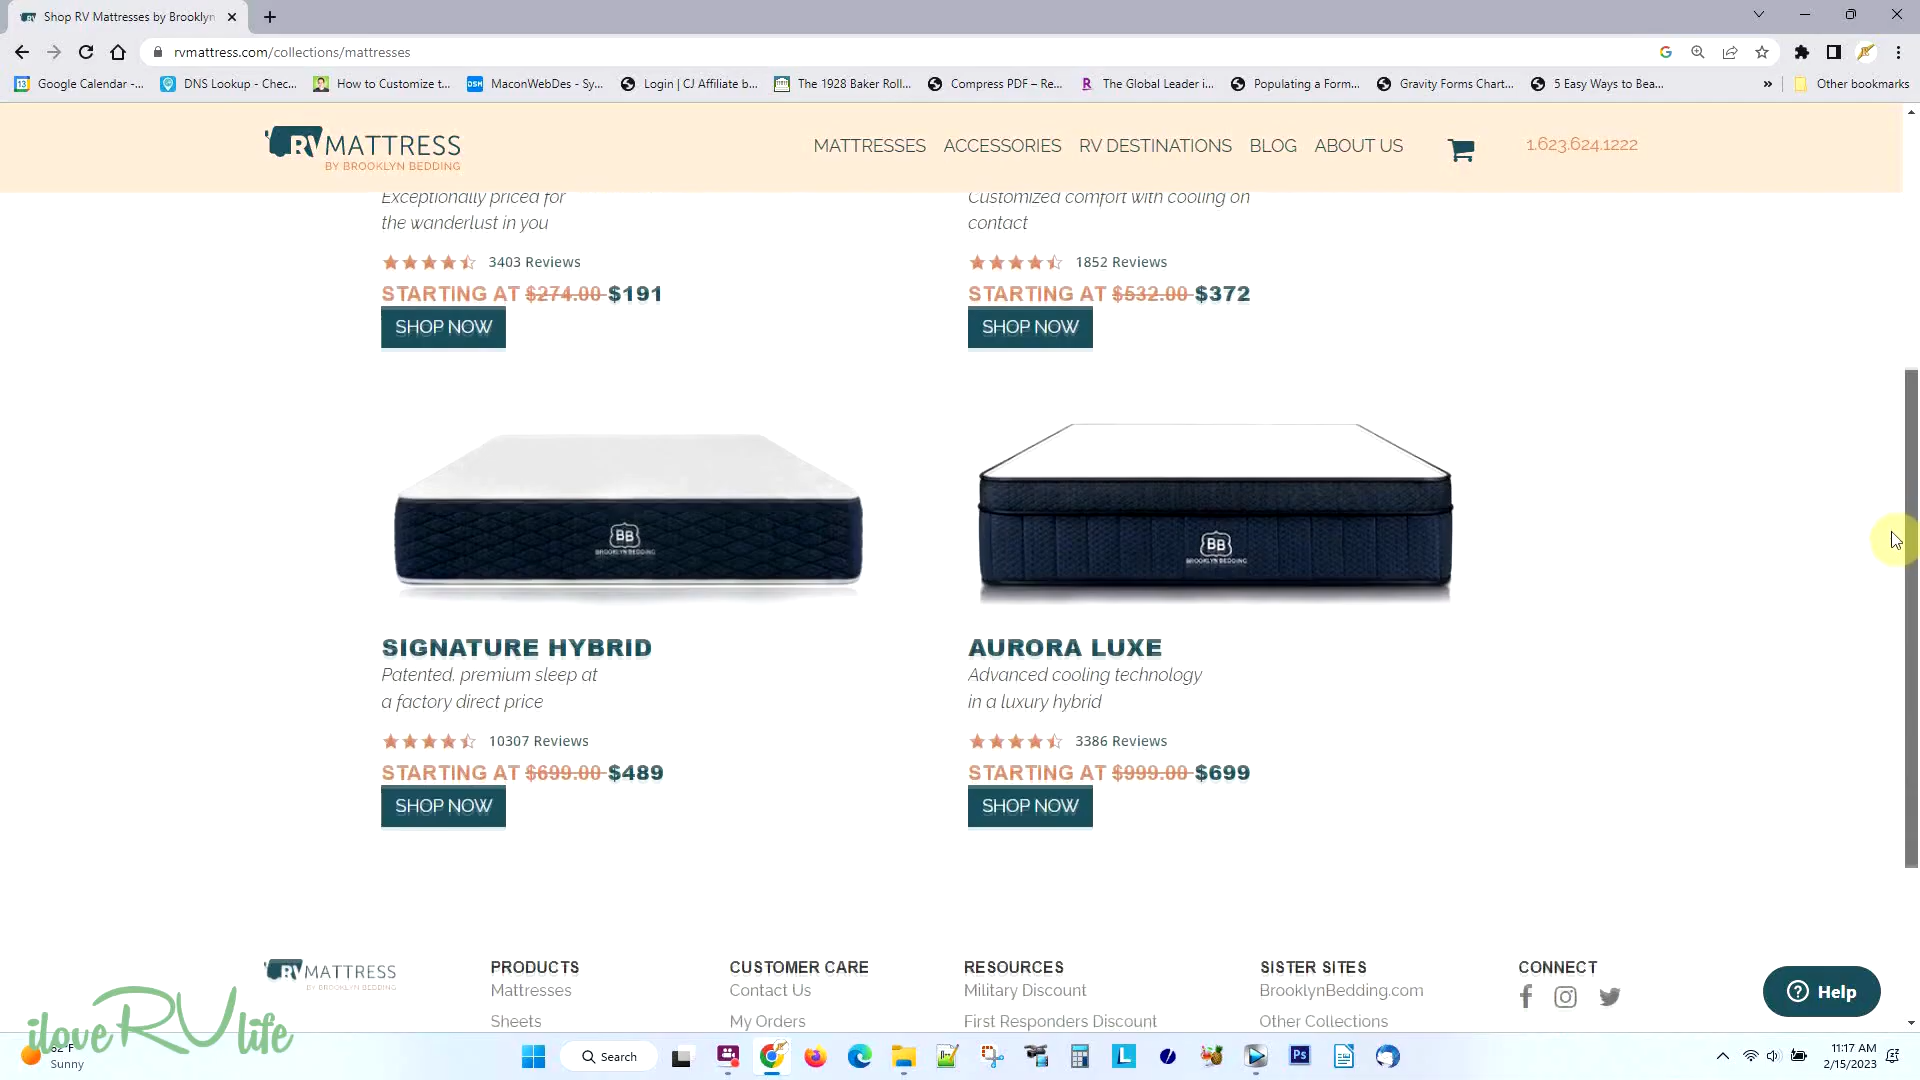 Shop RV Mattresses by Brooklyn
rvmattress.com/collections/mattresses
Google Calendar -... DNS Lookup - Chec... How to Customize t... MaconWebDes - Sy... Login | CJ Affiliate b... The 1928 Baker Roll... Compress PDF – Re... The Global Leader i... Populating a Form... Gravity Forms Chart... 5 Easy Ways to Bea... » Other bookmarks
RV MATTRESS
BY BROOKLYN BEDDING
MATTRESSES ACCESSORIES RV DESTINATIONS BLOG ABOUT US 1.623.624.1222
Exceptionally priced for
the wanderlust in you
3403 Reviews
STARTING AT $274.00 $191
SHOP NOW
Customized comfort with cooling on
contact
1852 Reviews
STARTING AT $532.00 $372
SHOP NOW
BB
BROOKLYN BEDDING
SIGNATURE HYBRID
Patented, premium sleep at
a factory direct price
10307 Reviews
STARTING AT $699.00 $489
SHOP NOW
BB
BROOKLYN BEDDING
AURORA LUXE
Advanced cooling technology
in a luxury hybrid
3386 Reviews
STARTING AT $999.00 $699
SHOP NOW
RV MATTRESS
BY BROOKLYN BEDDING
PRODUCTS
Mattresses
Sheets
CUSTOMER CARE
Contact Us
My Orders
RESOURCES
Military Discount
First Responders Discount
SISTER SITES
BrooklynBedding.com
Other Collections
CONNECT
Help
iloveRVlife
Sunny
Search
11:17 AM
2/15/2023